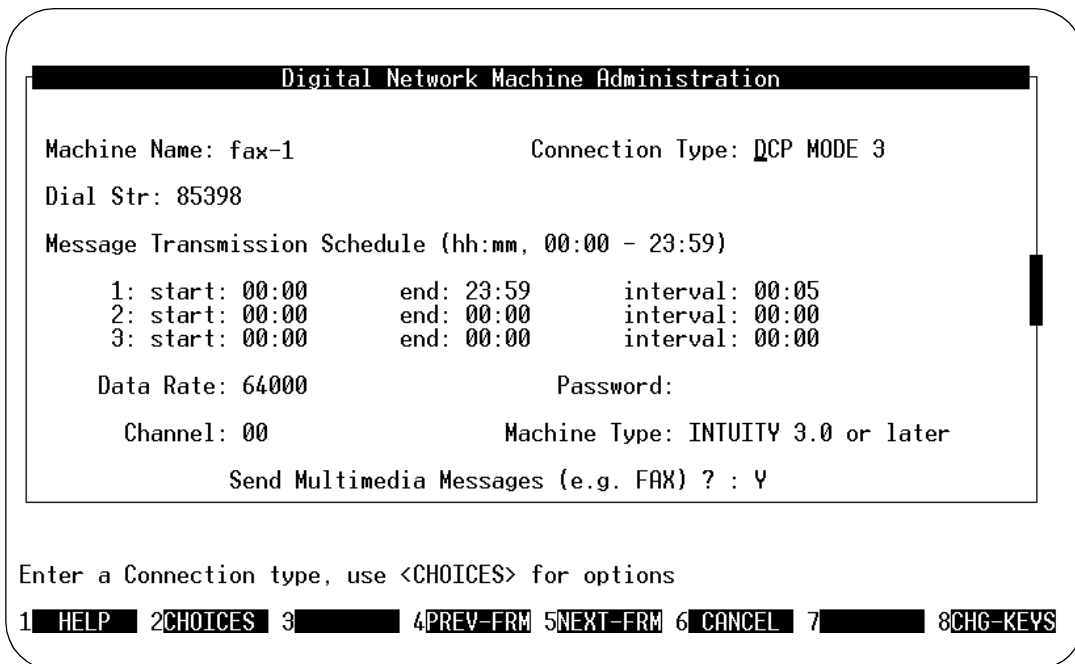 Digital Network Machine Administration
Machine Name: fax-1 Connection Type: DCP MODE 3
Dial Str: 85398
Message Transmission Schedule (hh:mm, 00:00 - 23:59)
1: start: 00:00 end: 23:59 interval: 00:05
2: start: 00:00 end: 00:00 interval: 00:00
3: start: 00:00 end: 00:00 interval: 00:00
Data Rate: 64000 Password:
Channel: 00 Machine Type: INTUITY 3.0 or later
Send Multimedia Messages (e.g. FAX) ? : Y
Enter a Connection type, use <CHOICES> for options
1 HELP 2CHOICES 3 4PREV-FRM 5NEXT-FRM 6 CANCEL 7 8CHG-KEYS